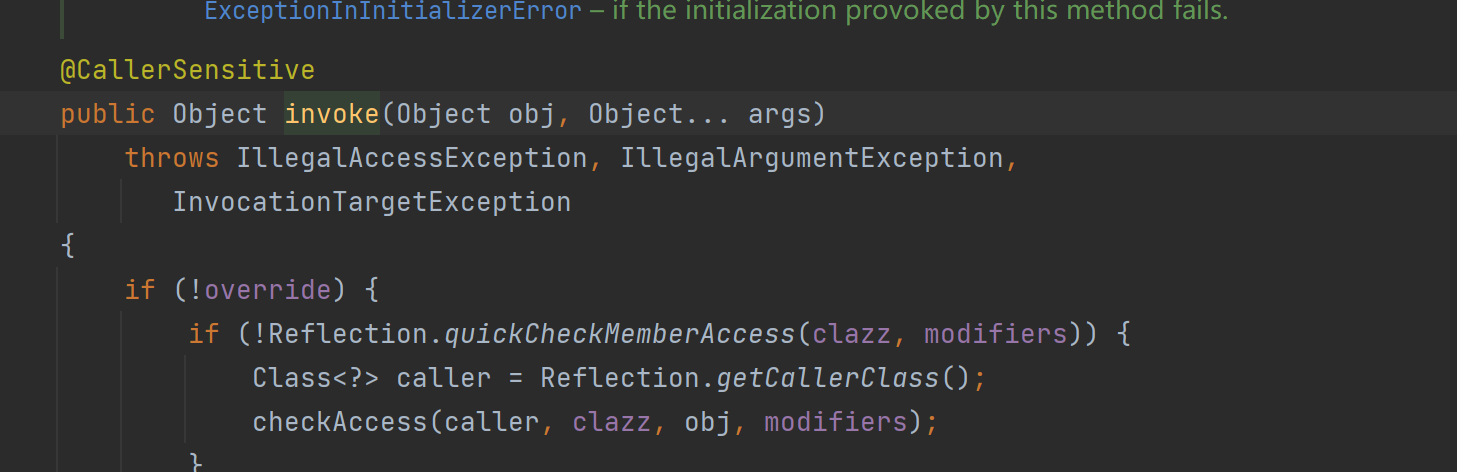 ExceptionInInitializerError – if the initialization provoked by this method fails.
@CallerSensitive
public Object invoke(Object obj, Object... args)
    throws IllegalAccessException, IllegalArgumentException,
       InvocationTargetException
{
    if (!override) {
        if (!Reflection.quickCheckMemberAccess(clazz, modifiers)) {
            Class<?> caller = Reflection.getCallerClass();
            checkAccess(caller, clazz, obj, modifiers);
        }